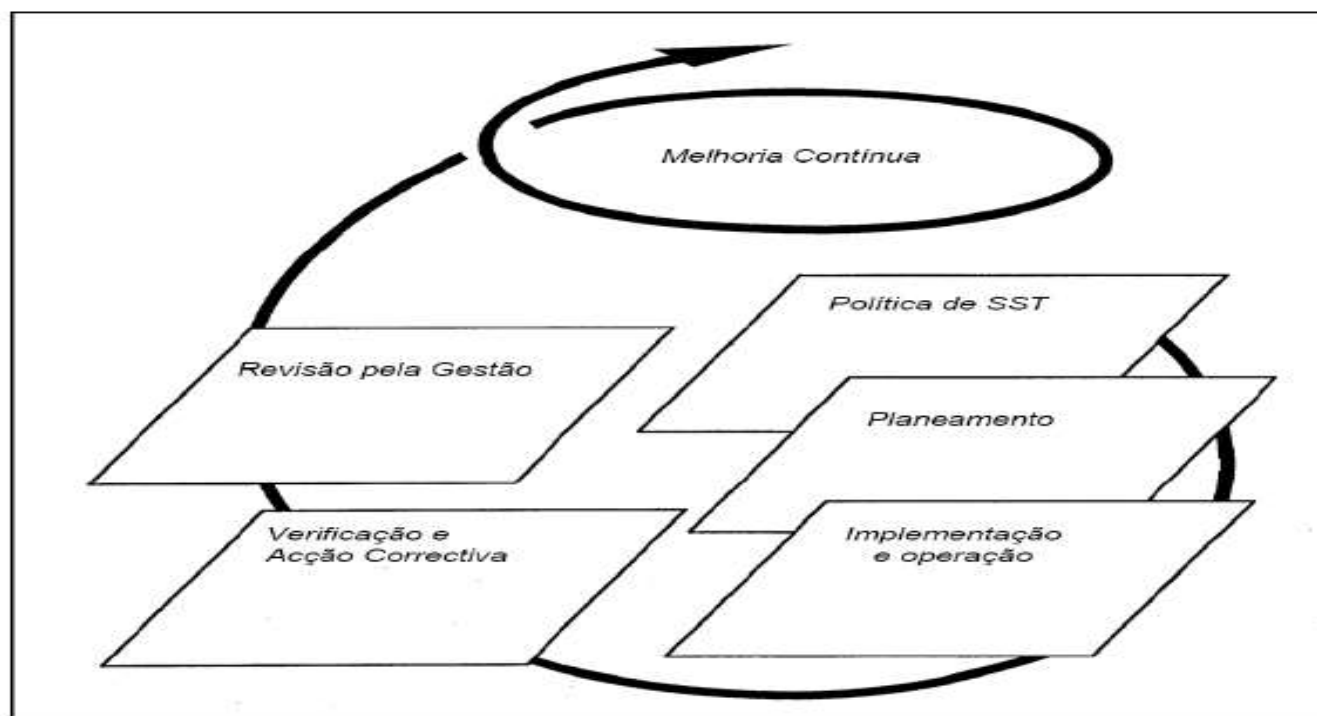 Melhoria Contínua
Política de SST
Revisão pela Gestão
Planeamento
Verificação e
Acção Correctiva
Implementação
e operação